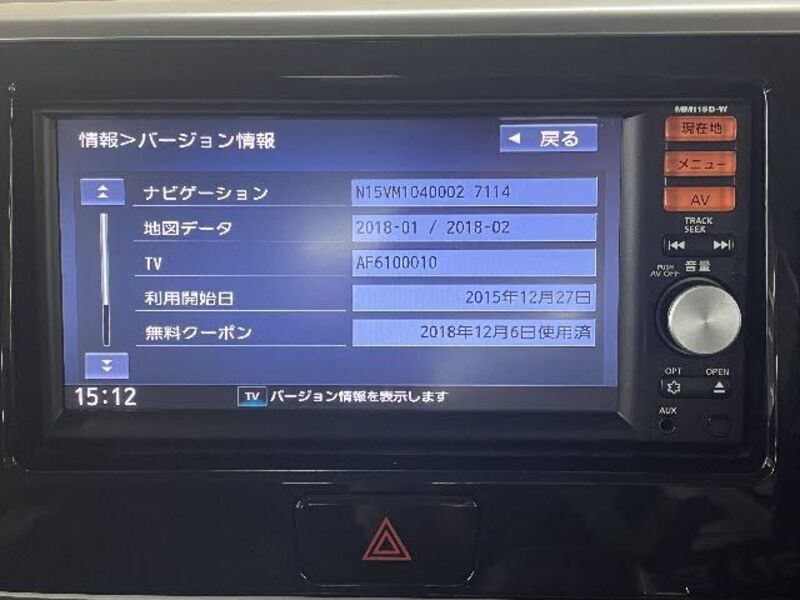 MM115D-W
情報>バージョン情報
戻る
現在地
メニュー
AV
ナビゲーション N15VM1040002 7114
地図データ 2018-01 / 2018-02
TV AF6100010
利用開始日 2015年12月27日
無料クーポン 2018年12月6日使用済
TRACK
SEEK
PUSH
AV OFF
音量
15:12
TV バージョン情報を表示します
OPT
OPEN
AUX